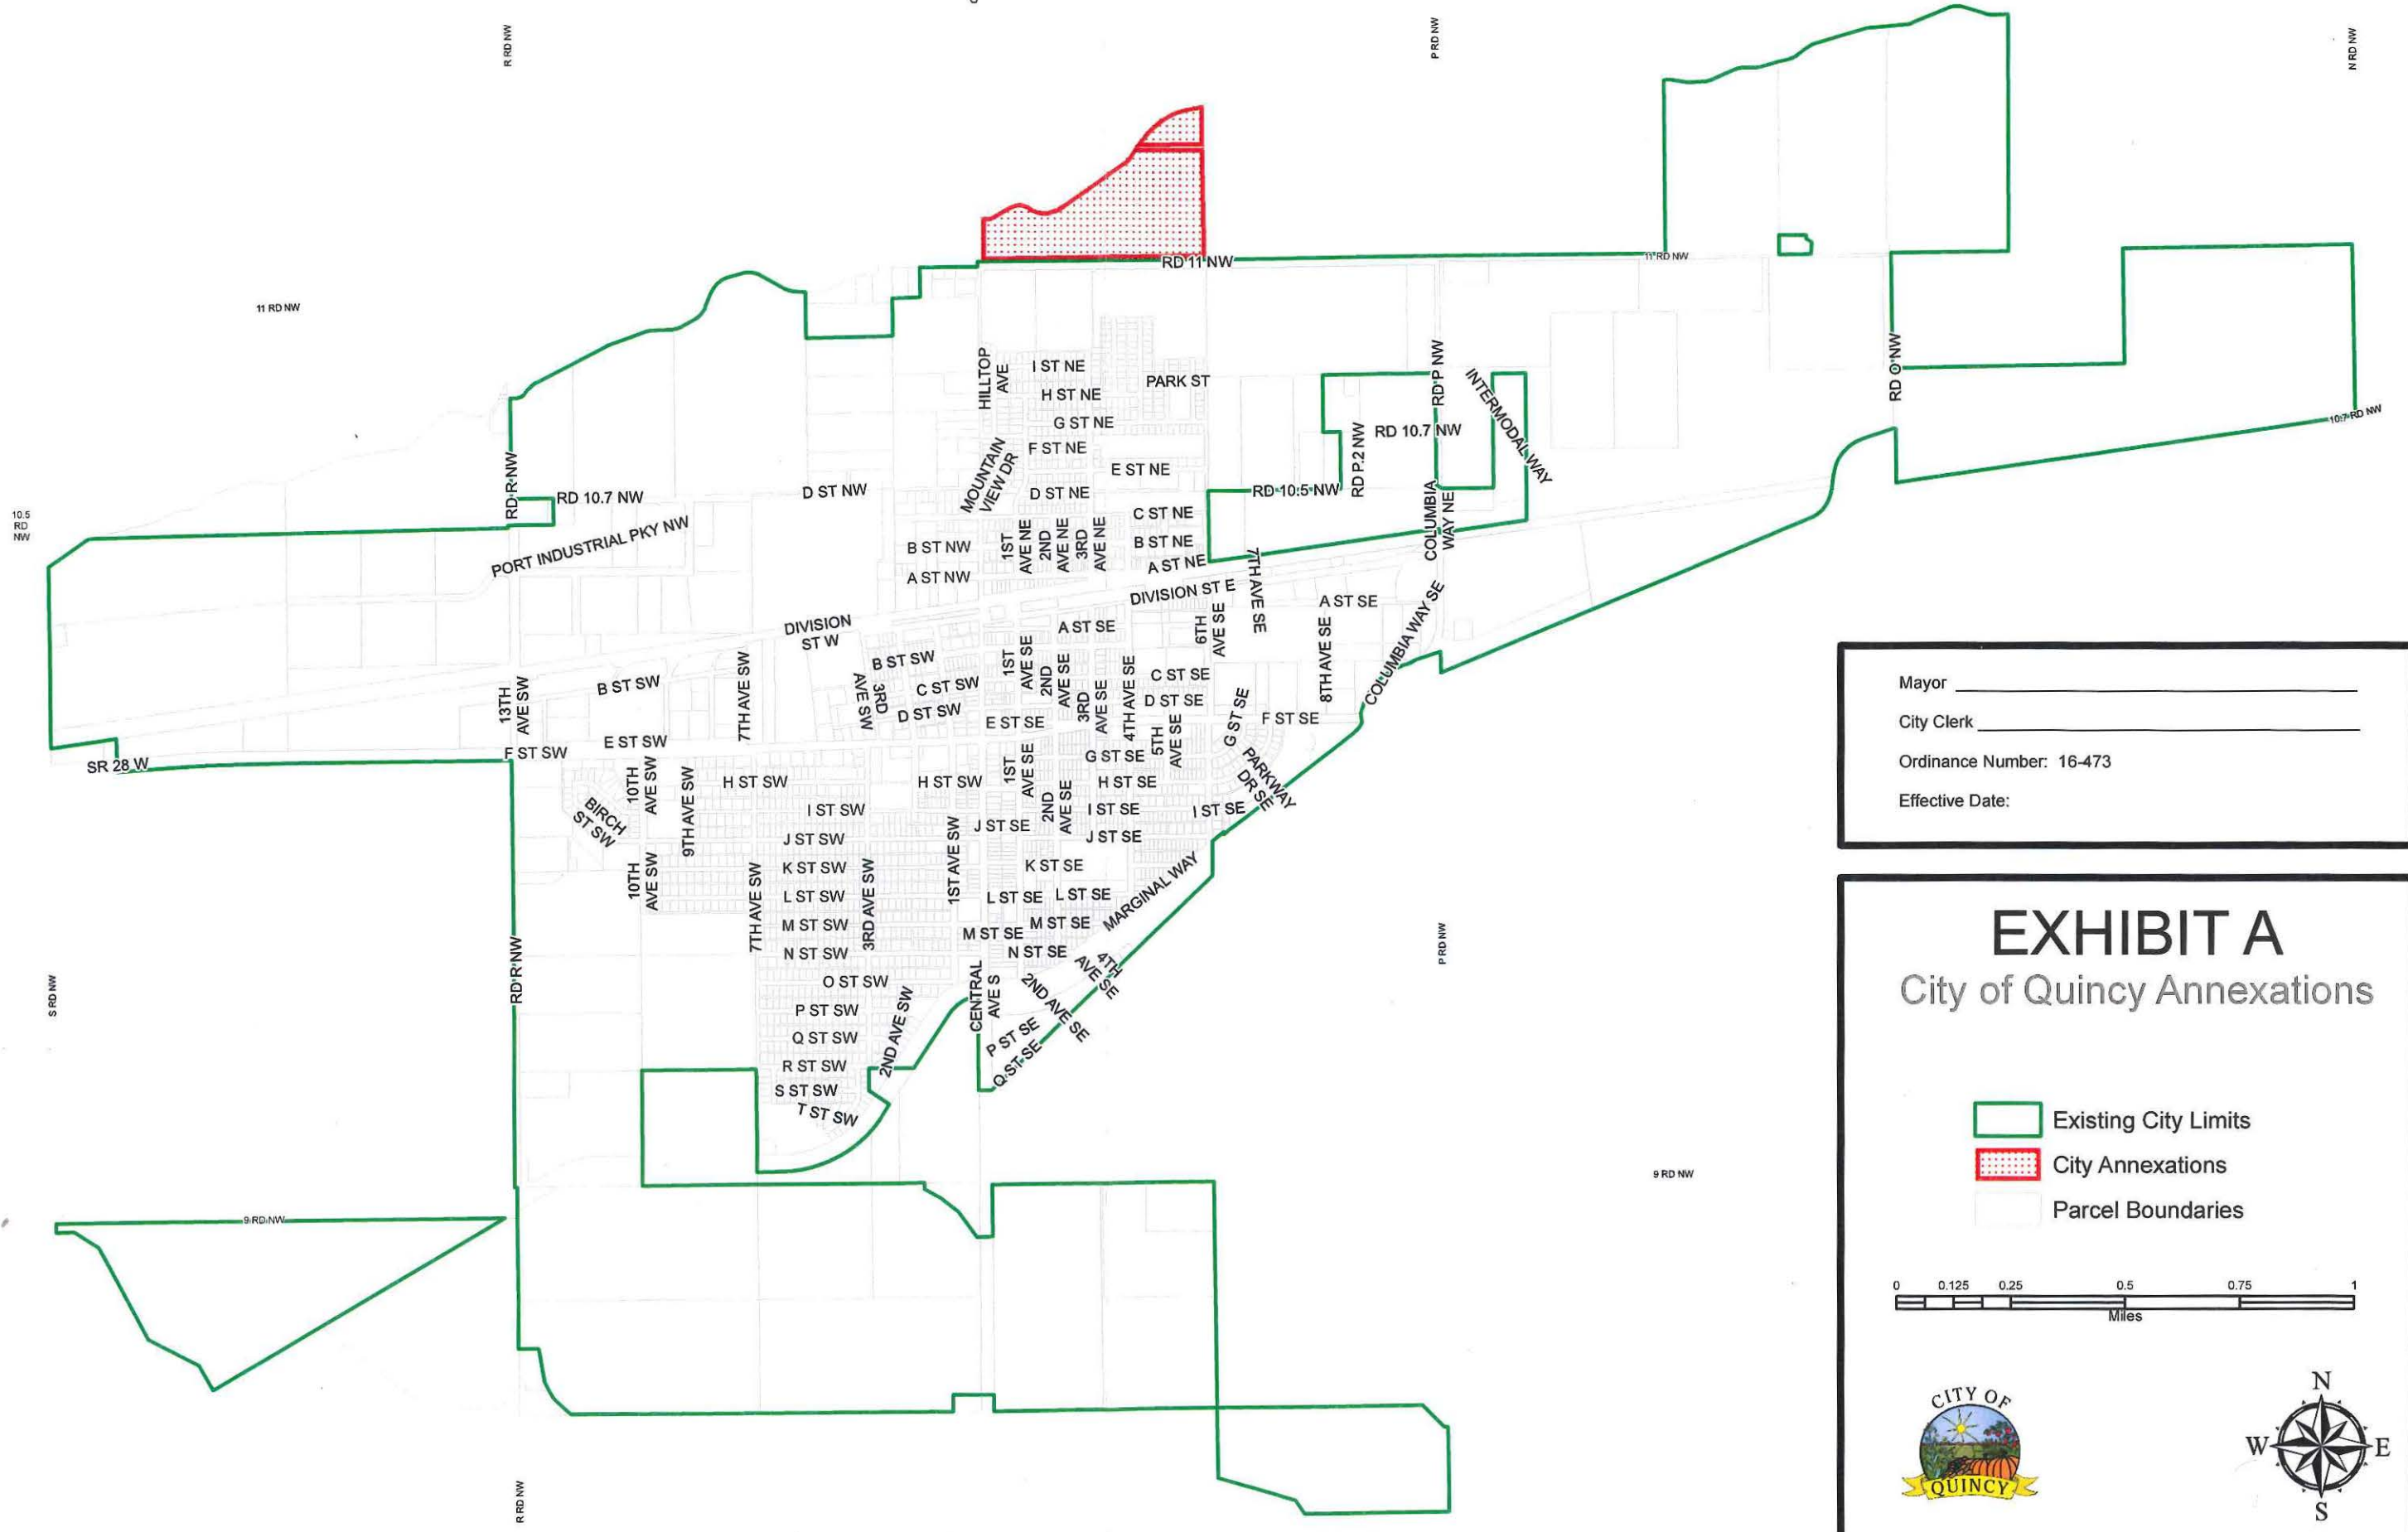 R RD NW
P RD NW
N RD NW
RD 11 NW
11 RD NW
11 RD NW
HILLTOP
AVE
I ST NE
PARK ST
H ST NE
G ST NE
F ST NE
E ST NE
MOUNTAIN
VIEW DR
D ST NW
D ST NE
RD P NW
INTERMODAL WAY
RD O NW
RD 10.7 NW
RD P.2 NW
10.7 RD NW
RD 10.5 NW
RD R NW
RD 10.7 NW
10.5
RD
NW
PORT INDUSTRIAL PKY NW
C ST NE
B ST NE
A ST NE
B ST NW
A ST NW
1ST
AVE NE
2ND
AVE NE
3RD
AVE NE
COLUMBIA
WAY NE
7TH AVE SE
DIVISION ST E
DIVISION
ST W
A ST SE
A ST SE
6TH
AVE SE
8TH AVE SE
COLUMBIA WAY SE
B ST SW
B ST SW
C ST SW
D ST SW
3RD
AVE SW
7TH AVE SW
13TH
AVE SW
1ST
AVE SE
2ND
AVE SE
3RD
AVE SE
4TH AVE SE
C ST SE
D ST SE
5TH
AVE SE
G ST SE
F ST SE
E ST SE
E ST SW
F ST SW
SR 28 W
G ST SE
PARKWAY
DR SE
H ST SW
H ST SW
H ST SE
10TH
AVE SW
9TH AVE SW
BIRCH
ST SW
I ST SW
1ST
AVE SE
2ND
AVE SE
I ST SE
I ST SE
J ST SE
J ST SE
J ST SW
K ST SW
K ST SE
10TH
AVE SW
7TH AVE SW
3RD AVE SW
1ST AVE SW
L ST SW
L ST SE
L ST SE
MARGINAL WAY
M ST SW
M ST SE
M ST SE
N ST SW
N ST SE
4TH
AVE SE
O ST SW
2ND AVE SE
2ND AVE SW
CENTRAL
AVE S
P ST SW
P ST SE
Q ST SW
Q ST SE
R ST SW
S ST SW
T ST SW
RD R NW
S RD NW
P RD NW
9 RD NW
9 RD NW
R RD NW
Mayor
City Clerk
Ordinance Number: 16-473
Effective Date:
EXHIBIT A
City of Quincy Annexations
Existing City Limits
City Annexations
Parcel Boundaries
0 0.125 0.25 0.5 0.75 1
Miles
CITY OF
QUINCY
N
W E
S